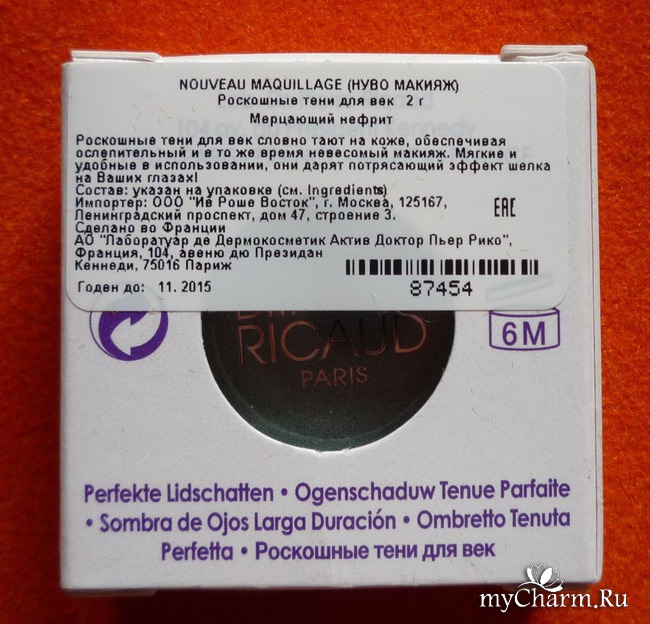 NOUVEAU MAQUILLAGE (НУВО МАКИЯЖ)
Роскошные тени для век 2 г
Мерцающий нефрит
Роскошные тени для век словно тают на коже, обеспечивая
ослепительный и в то же время невесомый макияж. Мягкие и
удобные в использовании, они дарят потрясающий эффект шелка
на Ваших глазах!
Состав: указан на упаковке (см. Ingredients)
Импортер: ООО "Ив Роше Восток", г. Москва, 125167,
Ленинградский проспект, дом 47, строение 3.
EAC
Сделано во Франции
АО "Лаборатуар де Дермокосметик Актив Доктор Пьер Рико",
Франция, 104, авеню дю Президан
Кеннеди, 75016 Париж
Годен до: 11. 2015
87454
RICAUD
PARIS
6M
Perfekte Lidschatten • Ogenschaduw Tenue Parfaite
• Sombra de Ojos Larga Duración • Ombretto Tenuta
Perfetta • Роскошные тени для век
myCharm.Ru